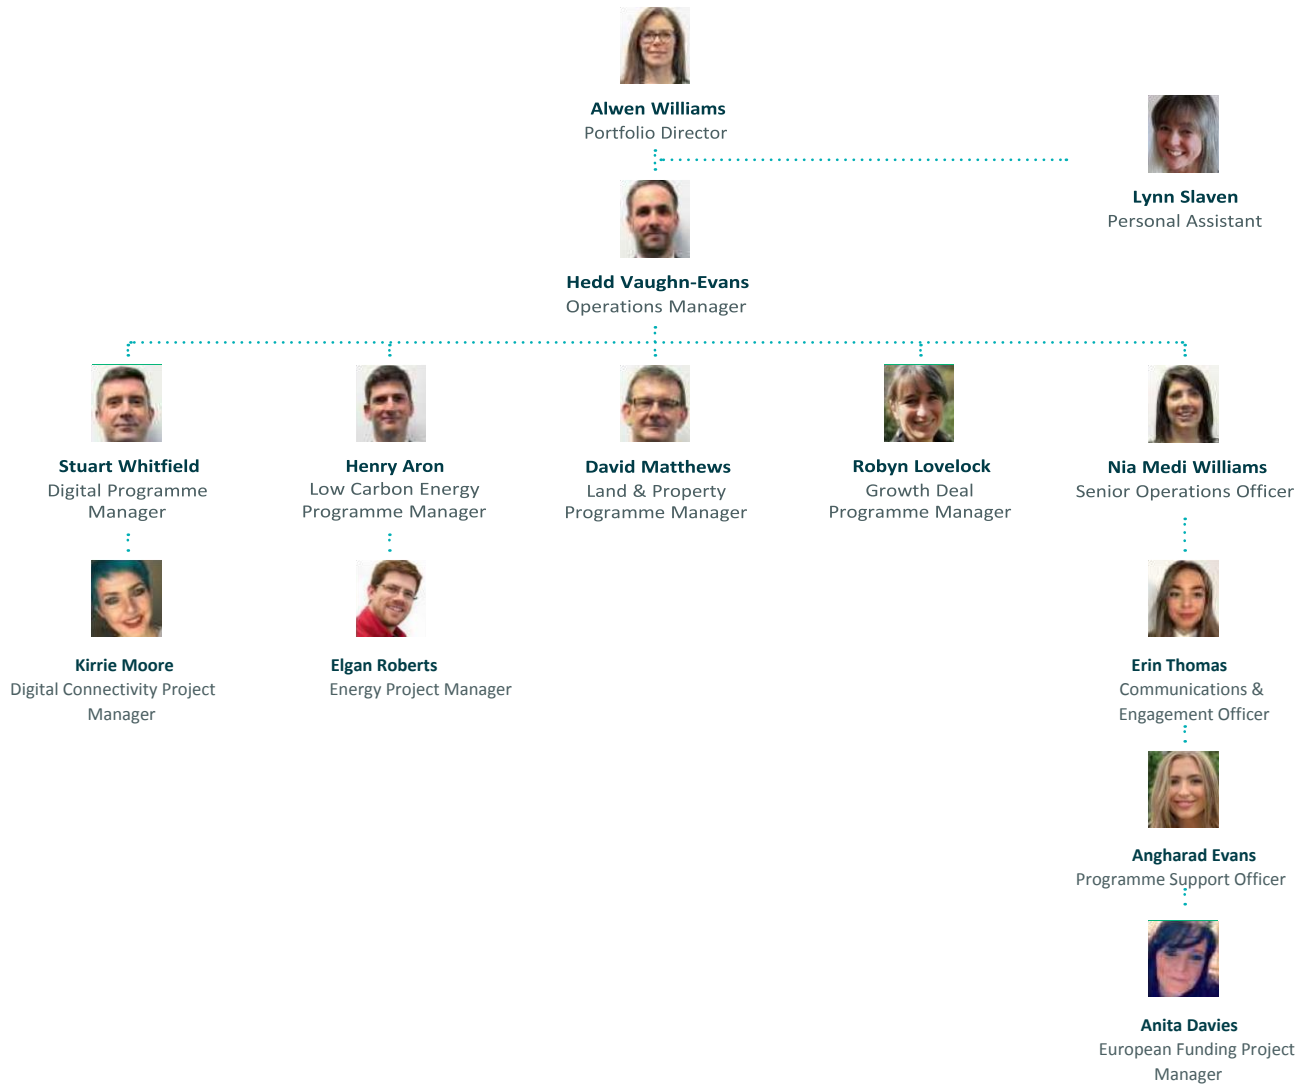 Alwen Williams
Portfolio Director
Lynn Slaven
Personal Assistant
Hedd Vaughn-Evans
Operations Manager
Stuart Whitfield
Digital Programme
Manager
Henry Aron
Low Carbon Energy
Programme Manager
David Matthews
Land & Property
Programme Manager
Robyn Lovelock
Growth Deal
Programme Manager
Nia Medi Williams
Senior Operations Officer
Kirrie Moore
Digital Connectivity Project
Manager
Elgan Roberts
Energy Project Manager
Erin Thomas
Communications &
Engagement Officer
Angharad Evans
Programme Support Officer
Anita Davies
European Funding Project
Manager